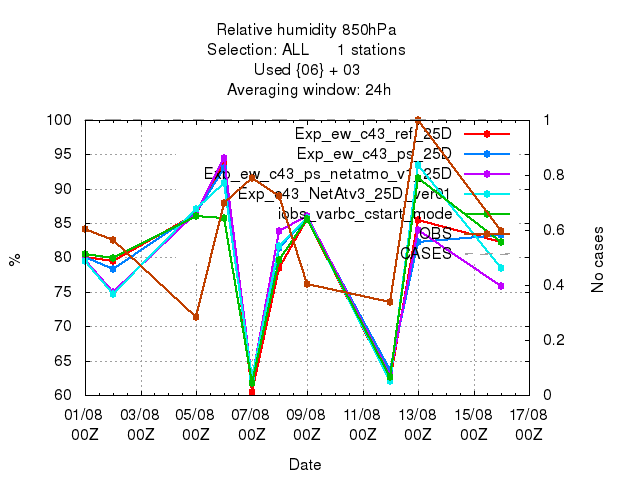 Relative humidity 850hPa
Selection: ALL 1 stations
Used {06} + 03
Averaging window: 24h
Exp_ew_c43_ref_25D
Exp_ew_c43_ps_25D
Exp_ew_c43_ps_netatmo_v1_25D
Exp_c43_NetAtv3_25D_ver01
iobs_varbc_cstart_mode
OBS
CASES
100
95
90
85
80
75
70
65
60
%
1
0.8
0.6
0.4
0.2
0
No cases
01/08 03/08 05/08 07/08 09/08 11/08 13/08 15/08 17/08
00Z 00Z 00Z 00Z 00Z 00Z 00Z 00Z 00Z
Date